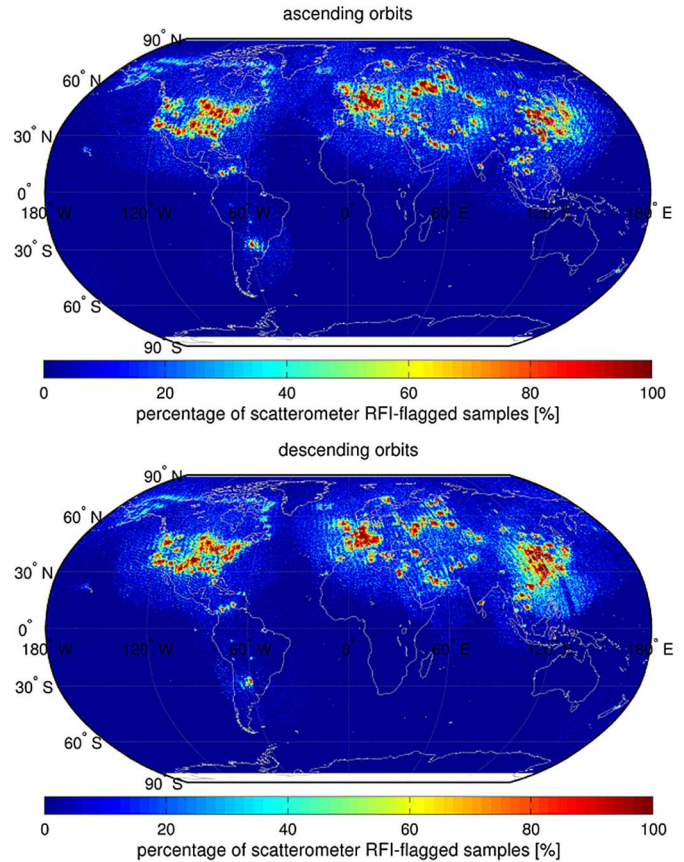 ascending orbits
90° N
60° N
30° N
0°
180° W
120° W
60° W
0°
60° E
120° E
180° E
30° S
60° S
90° S
0 20 40 60 80 100
percentage of scatterometer RFI-flagged samples [%]
descending orbits
90° N
60° N
30° N
0°
180° W
120° W
60° W
0°
60° E
120° E
180° E
30° S
60° S
90° S
0 20 40 60 80 100
percentage of scatterometer RFI-flagged samples [%]